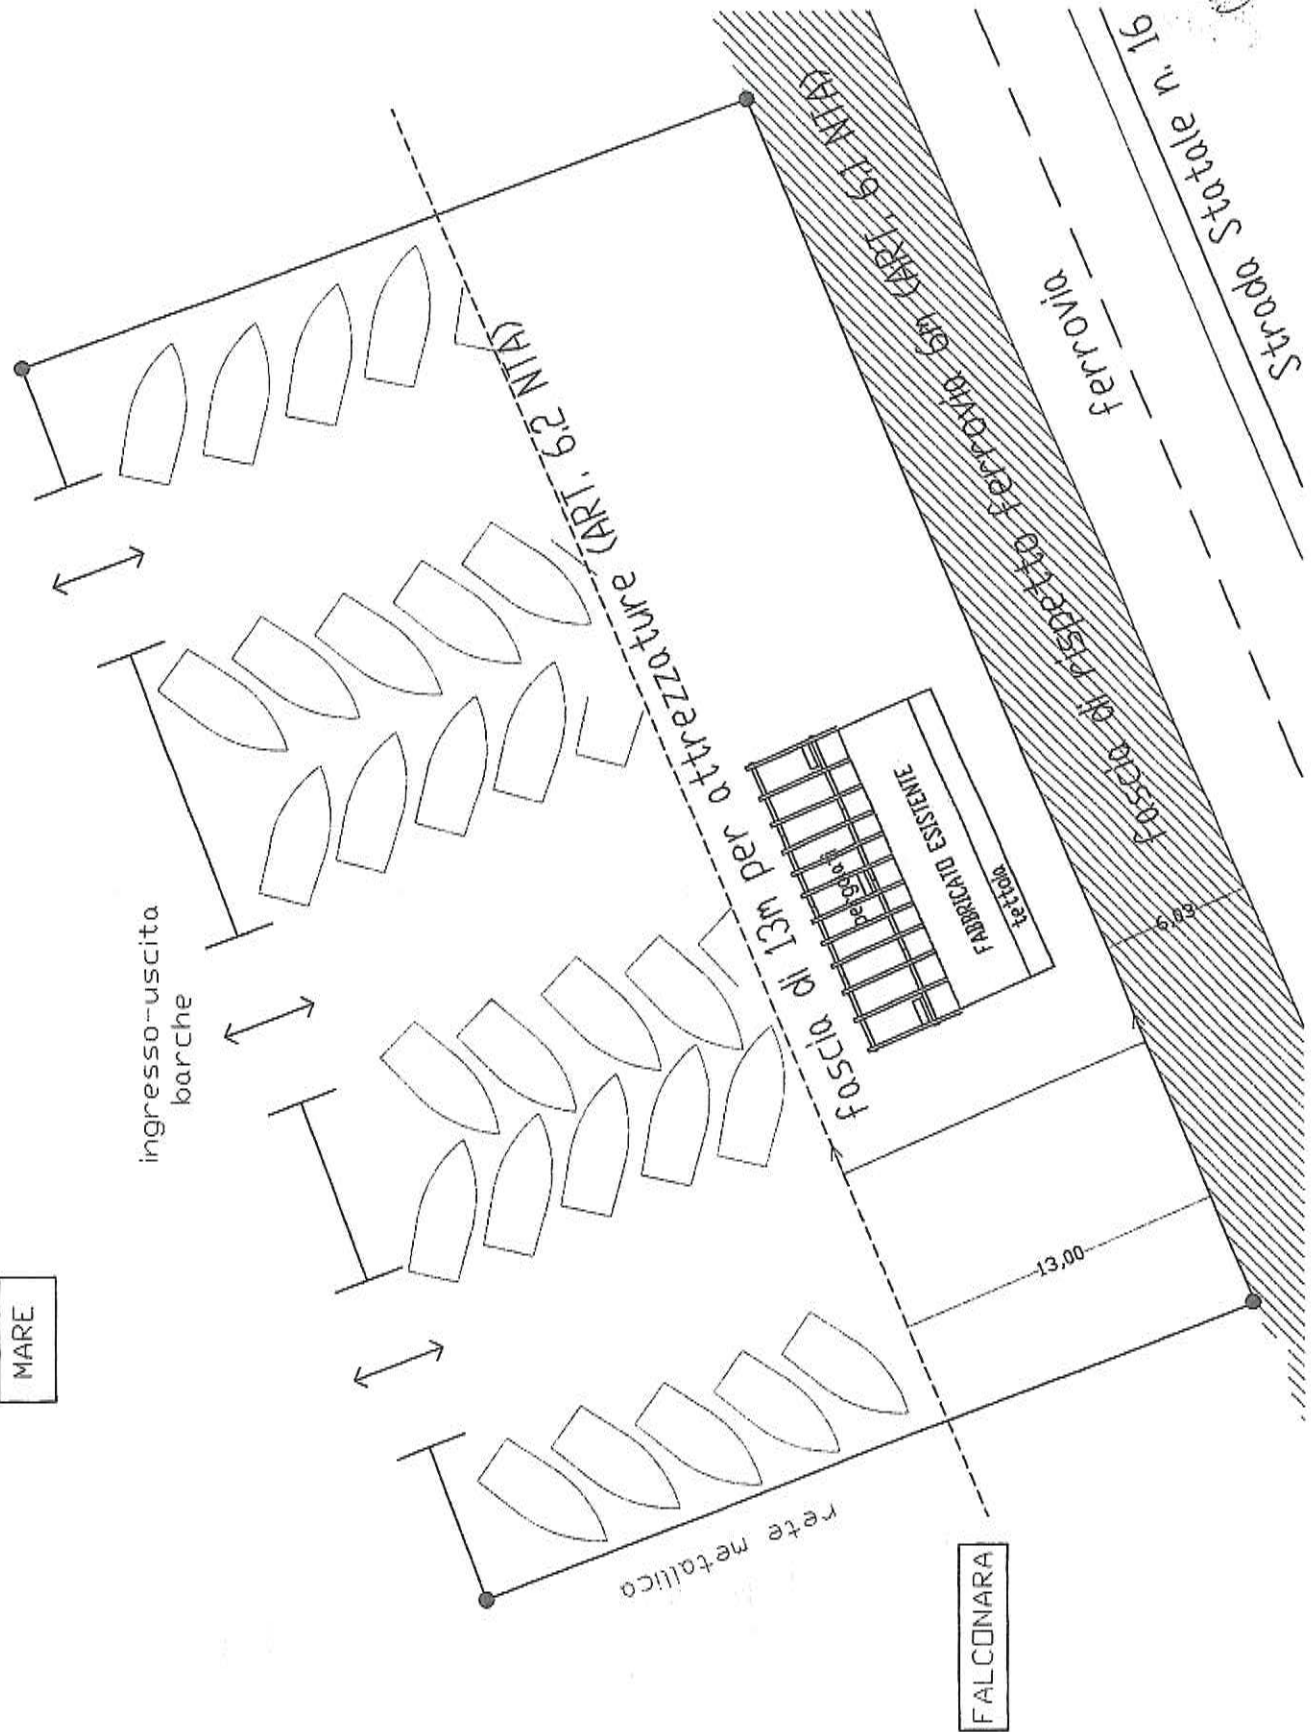 MARE
ingresso-uscita
barche
Fascia di 13m per attrezzature (ART. 6.2 NTA)
pergola
FABBRICATO ESISTENTE
tettoia
Fascia di rispetto Ferrovia 6m (ART. 6.1 NTA)
Ferrovia
Strada Statale n. 16
6,03
13,00
rete metallica
FALCONARA